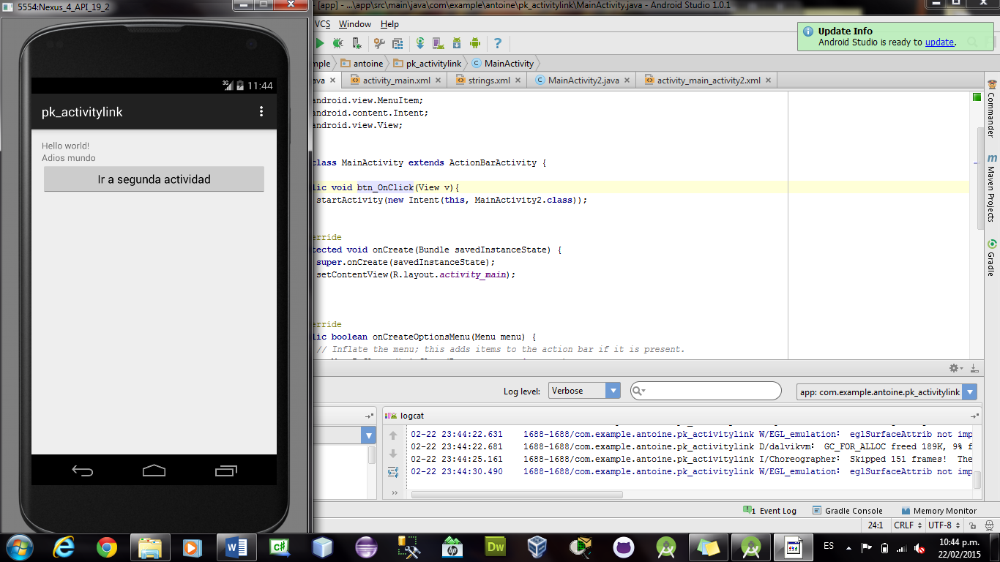 5554:Nexus_4_API_19_2
[app] - ...\app\src\main\java\com\example\antoine\pk_activitylink\MainActivity.java - Android Studio 1.0.1
VCS Window Help
Update Info
Android Studio is ready to update.
antoine pk_activitylink MainActivity
activity_main.xml strings.xml MainActivity2.java activity_main_activity2.xml
3G 11:44
pk_activitylink
Hello world!
Adios mundo
Ir a segunda actividad
android.view.MenuItem;
android.content.Intent;
android.view.View;
class MainActivity extends ActionBarActivity {
lic void btn_OnClick(View v){
startActivity(new Intent(this, MainActivity2.class));
erride
tected void onCreate(Bundle savedInstanceState) {
super.onCreate(savedInstanceState);
setContentView(R.layout.activity_main);
erride
lic boolean onCreateOptionsMenu(Menu menu) {
// Inflate the menu; this adds items to the action bar if it is present.
Commander
Maven Projects
Gradle
Log level: Verbose app: com.example.antoine.pk_activitylink
logcat
02-22 23:44:22.631 1688-1688/com.example.antoine.pk_activitylink W/EGL_emulation: eglSurfaceAttrib not imp
02-22 23:44:22.681 1688-1688/com.example.antoine.pk_activitylink D/dalvikvm: GC_FOR_ALLOC freed 189K, 9% f
02-22 23:44:25.161 1688-1688/com.example.antoine.pk_activitylink I/Choreographer: Skipped 151 frames! The
02-22 23:44:30.490 1688-1688/com.example.antoine.pk_activitylink W/EGL_emulation: eglSurfaceAttrib not imp
1 Event Log Gradle Console Memory Monitor
24:1 CRLF UTF-8
ES 10:44 p.m.
22/02/2015